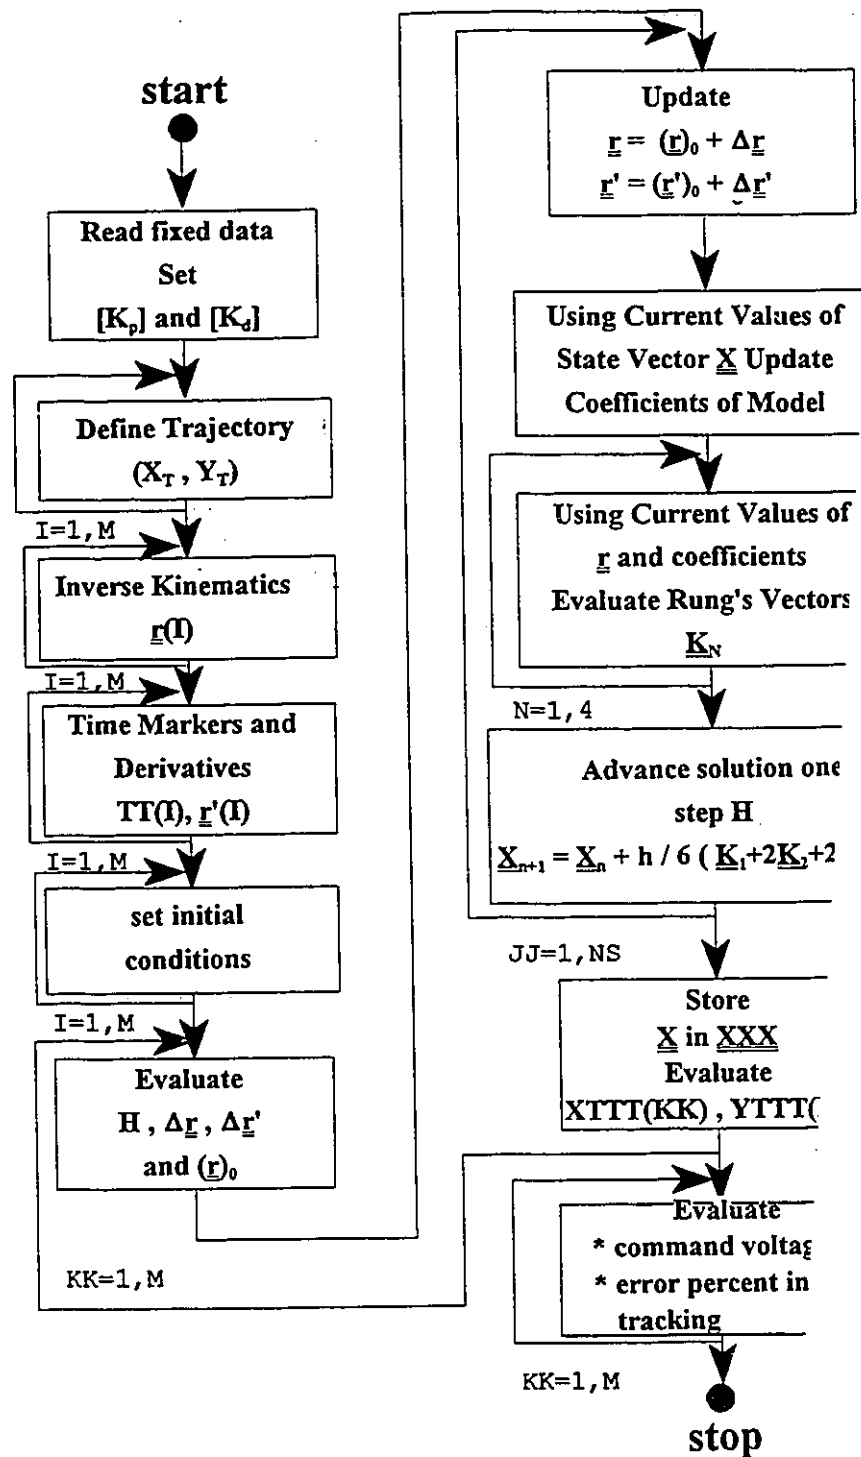 start
Read fixed data
Set
[Kp] and [Kd]
Define Trajectory
(XT , YT)
I=1,M
Inverse Kinematics
r(I)
I=1,M
Time Markers and
Derivatives
TT(I), r'(I)
I=1,M
set initial
conditions
I=1,M
Evaluate
H , Δr , Δr'
and (r)0
KK=1,M
Update
r = (r)0 + Δr
r' = (r')0 + Δr'
Using Current Values of
State Vector X Update
Coefficients of Model
Using Current Values of
r and coefficients
Evaluate Rung's Vectors
KN
N=1,4
Advance solution one
step H
Xn+1 = Xn + h / 6 ( K1+2K2+2
JJ=1,NS
Store
X in XXX
Evaluate
XTTT(KK) , YTTT(
Evaluate
* command voltag
* error percent in
tracking
KK=1,M
stop